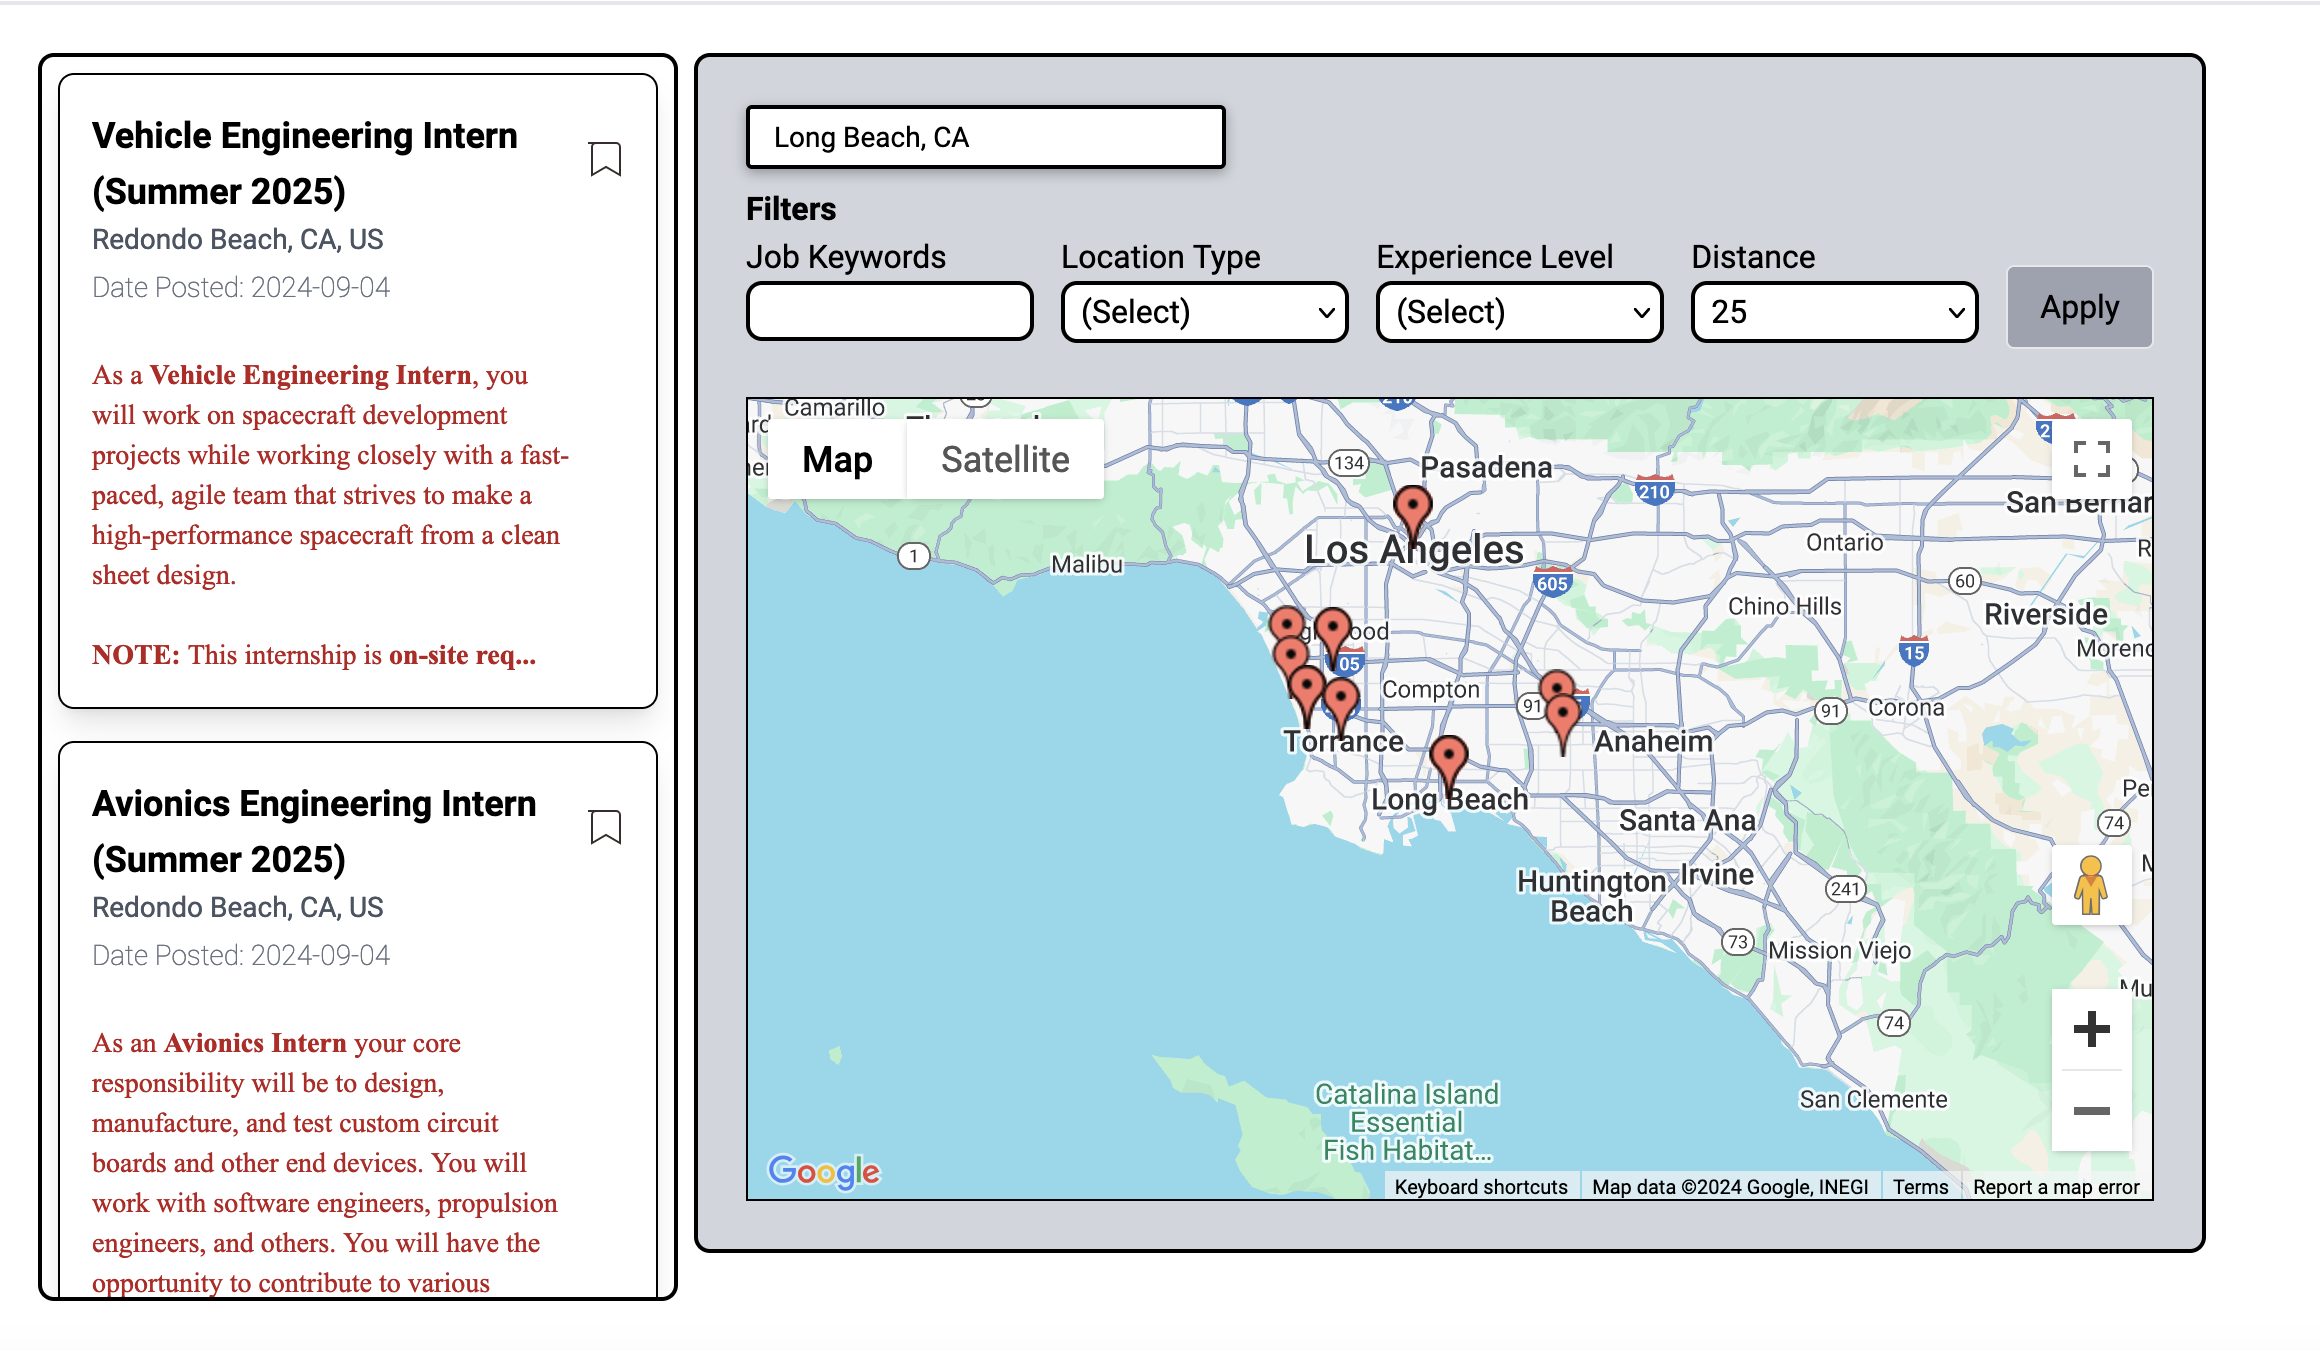 Vehicle Engineering Intern
(Summer 2025)
Redondo Beach, CA, US
Date Posted: 2024-09-04
As a Vehicle Engineering Intern, you
will work on spacecraft development
projects while working closely with a fast-
paced, agile team that strives to make a
high-performance spacecraft from a clean
sheet design.
NOTE: This internship is on-site req...
Avionics Engineering Intern
(Summer 2025)
Redondo Beach, CA, US
Date Posted: 2024-09-04
As an Avionics Intern your core
responsibility will be to design,
manufacture, and test custom circuit
boards and other end devices. You will
work with software engineers, propulsion
engineers, and others. You will have the
opportunity to contribute to various
Long Beach, CA
Filters
Job Keywords
Location Type
Experience Level
Distance
(Select)
(Select)
25
Apply
Camarillo
Map
Satellite
134
Pasadena
210
San Bernar
Los Angeles
Ontario
1
Malibu
605
60
Chino Hills
Riverside
15
Moreno
Compton
91
91
Corona
Torrance
Anaheim
Long Beach
Santa Ana
74
Huntington
Beach
Irvine
241
73
Mission Viejo
74
San Clemente
Catalina Island
Essential
Fish Habitat...
Google
Keyboard shortcuts
Map data ©2024 Google, INEGI
Terms
Report a map error